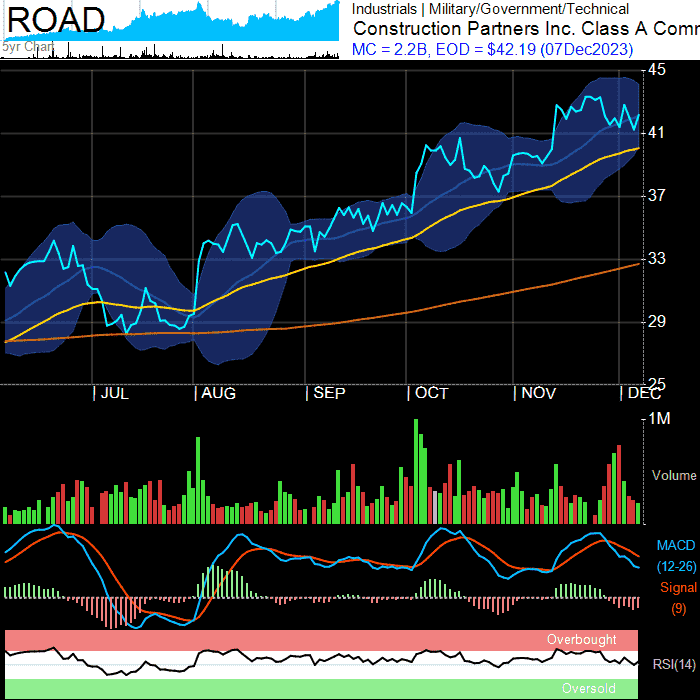 ROAD
5yr Chart
Industrials | Military/Government/Technical
Construction Partners Inc. Class A Comm
MC = 2.2B, EOD = $42.19 (07Dec2023)
45
41
37
33
29
25
JUL AUG SEP OCT NOV DEC
1M
Volume
MACD
(12-26)
Signal
(9)
Overbought
RSI(14)
Oversold